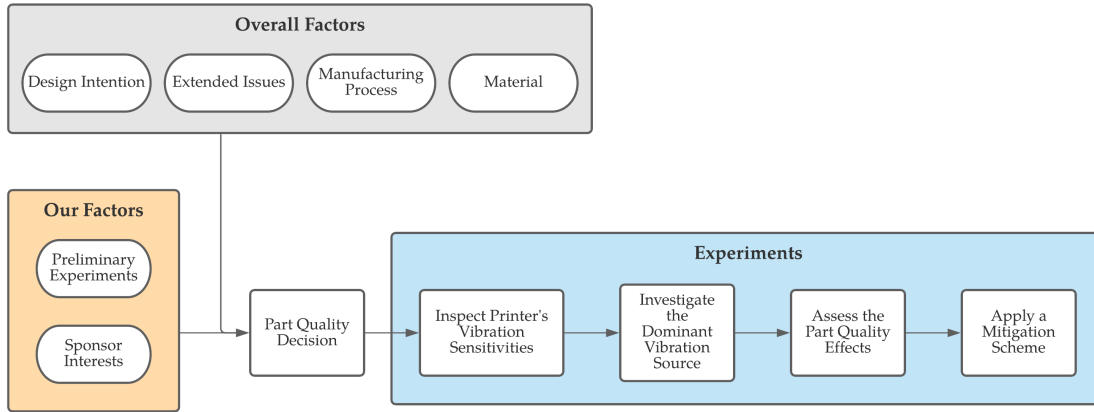 Overall Factors
Design Intention
Extended Issues
Manufacturing
Process
Material
Our Factors
Preliminary
Experiments
Sponsor
Interests
Part Quality
Decision
Experiments
Inspect Printer's
Vibration
Sensitivities
Investigate
the
Dominant
Vibration
Source
Assess the
Part Quality
Effects
Apply a
Mitigation
Scheme